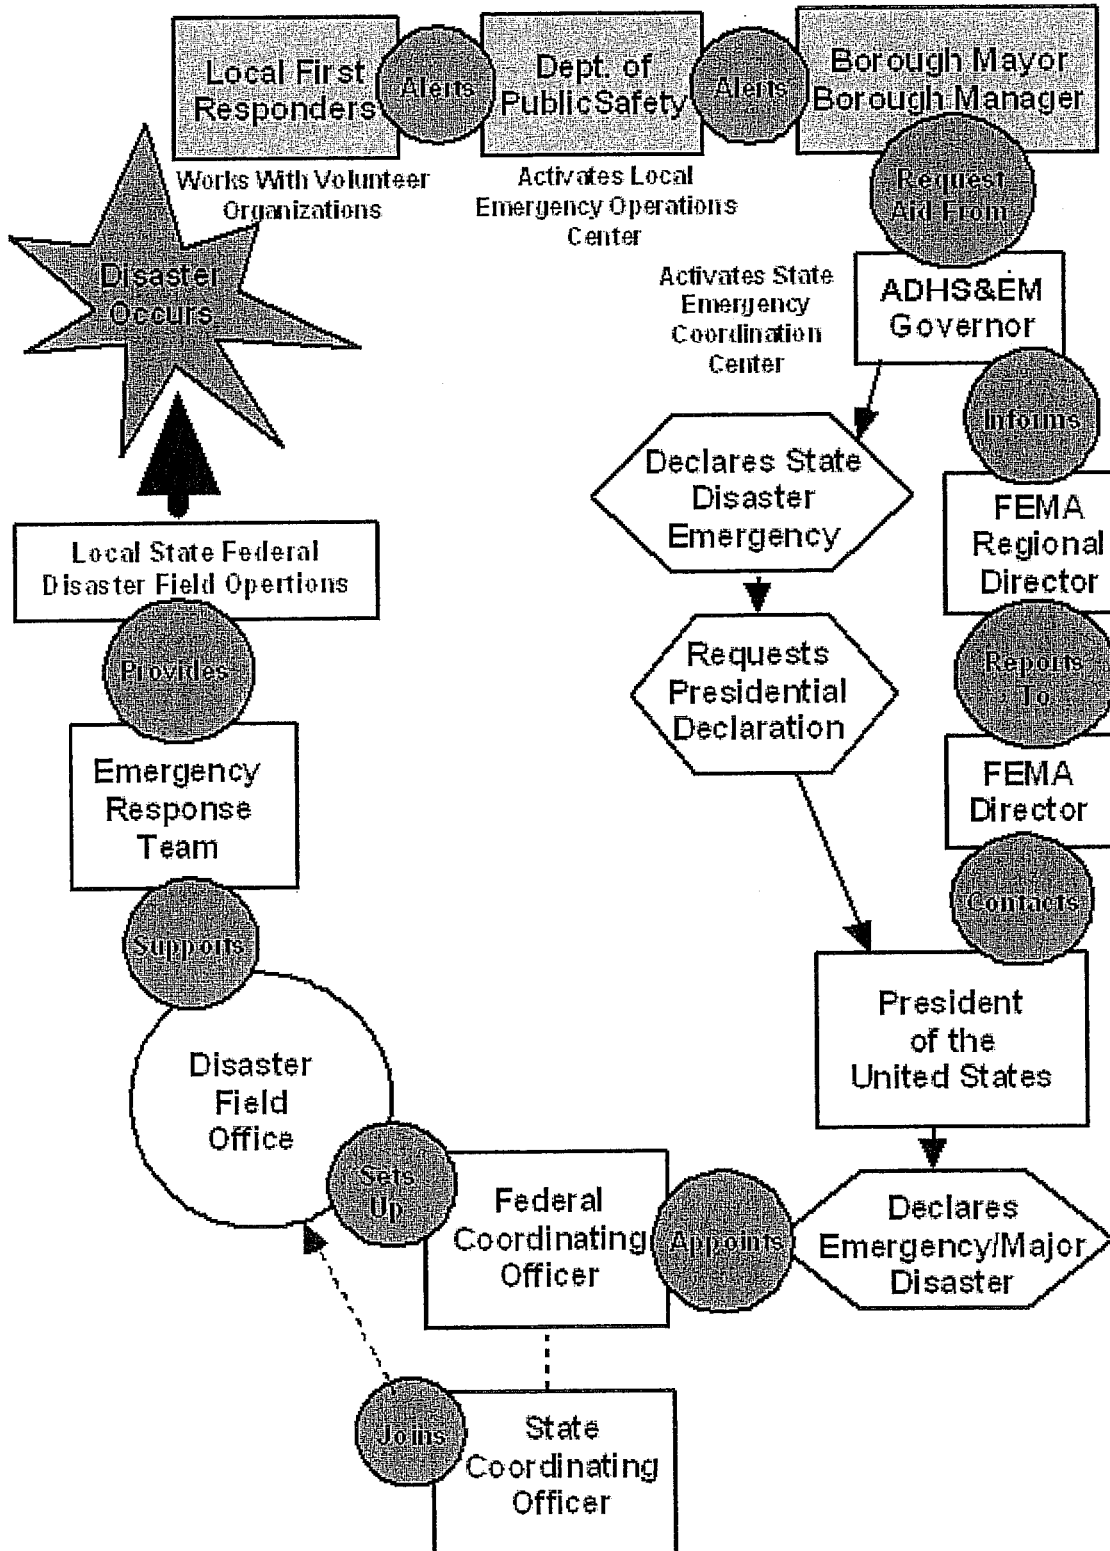 Local First
Responders
Alerts
Dept. of
Public Safety
Alerts
Borough Mayor
Borough Manager
Works With Volunteer
Organizations
Activates Local
Emergency Operations
Center
Request
Aid From
Disaster
Occurs
Activates State
Emergency
Coordination
Center
ADHS&EM
Governor
Informs
Declares State
Disaster
Emergency
FEMA
Regional
Director
Local State Federal
Disaster Field Opertions
Provides
Requests
Presidential
Declaration
Reports
To
Emergency
Response
Team
FEMA
Director
Contacts
Supports
President
of the
United States
Disaster
Field
Office
Sets
Up
Federal
Coordinating
Officer
Appoints
Declares
Emergency/Major
Disaster
Joins
State
Coordinating
Officer